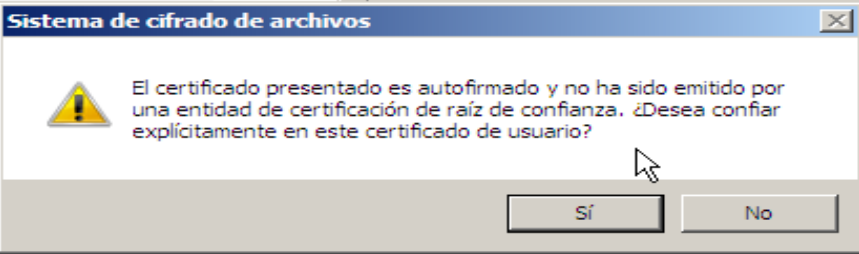 Sistema de cifrado de archivos
El certificado presentado es autofirmado y no ha sido emitido por
una entidad de certificación de raíz de confianza. ¿Desea confiar
explícitamente en este certificado de usuario?
Sí
No